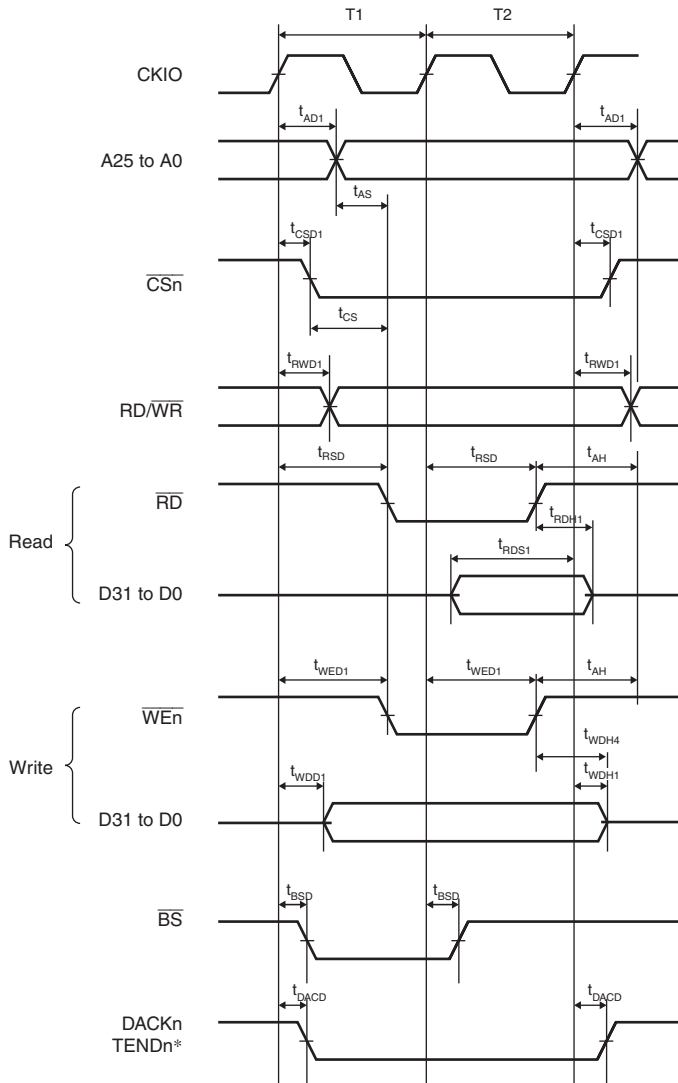 T1 T2
CKIO
tAD1 tAD1
A25 to A0
tAS
tCSD1 tCSD1
CSn
tCS
tRWD1 tRWD1
RD/WR
tRSD tRSD tAH
RD
tRDH1
Read
tRDS1
D31 to D0
tWED1 tWED1 tAH
WEn
tWDH4
Write
tWDD1 tWDH1
D31 to D0
tBSD tBSD
BS
tDACD tDACD
DACKn
TENDn*